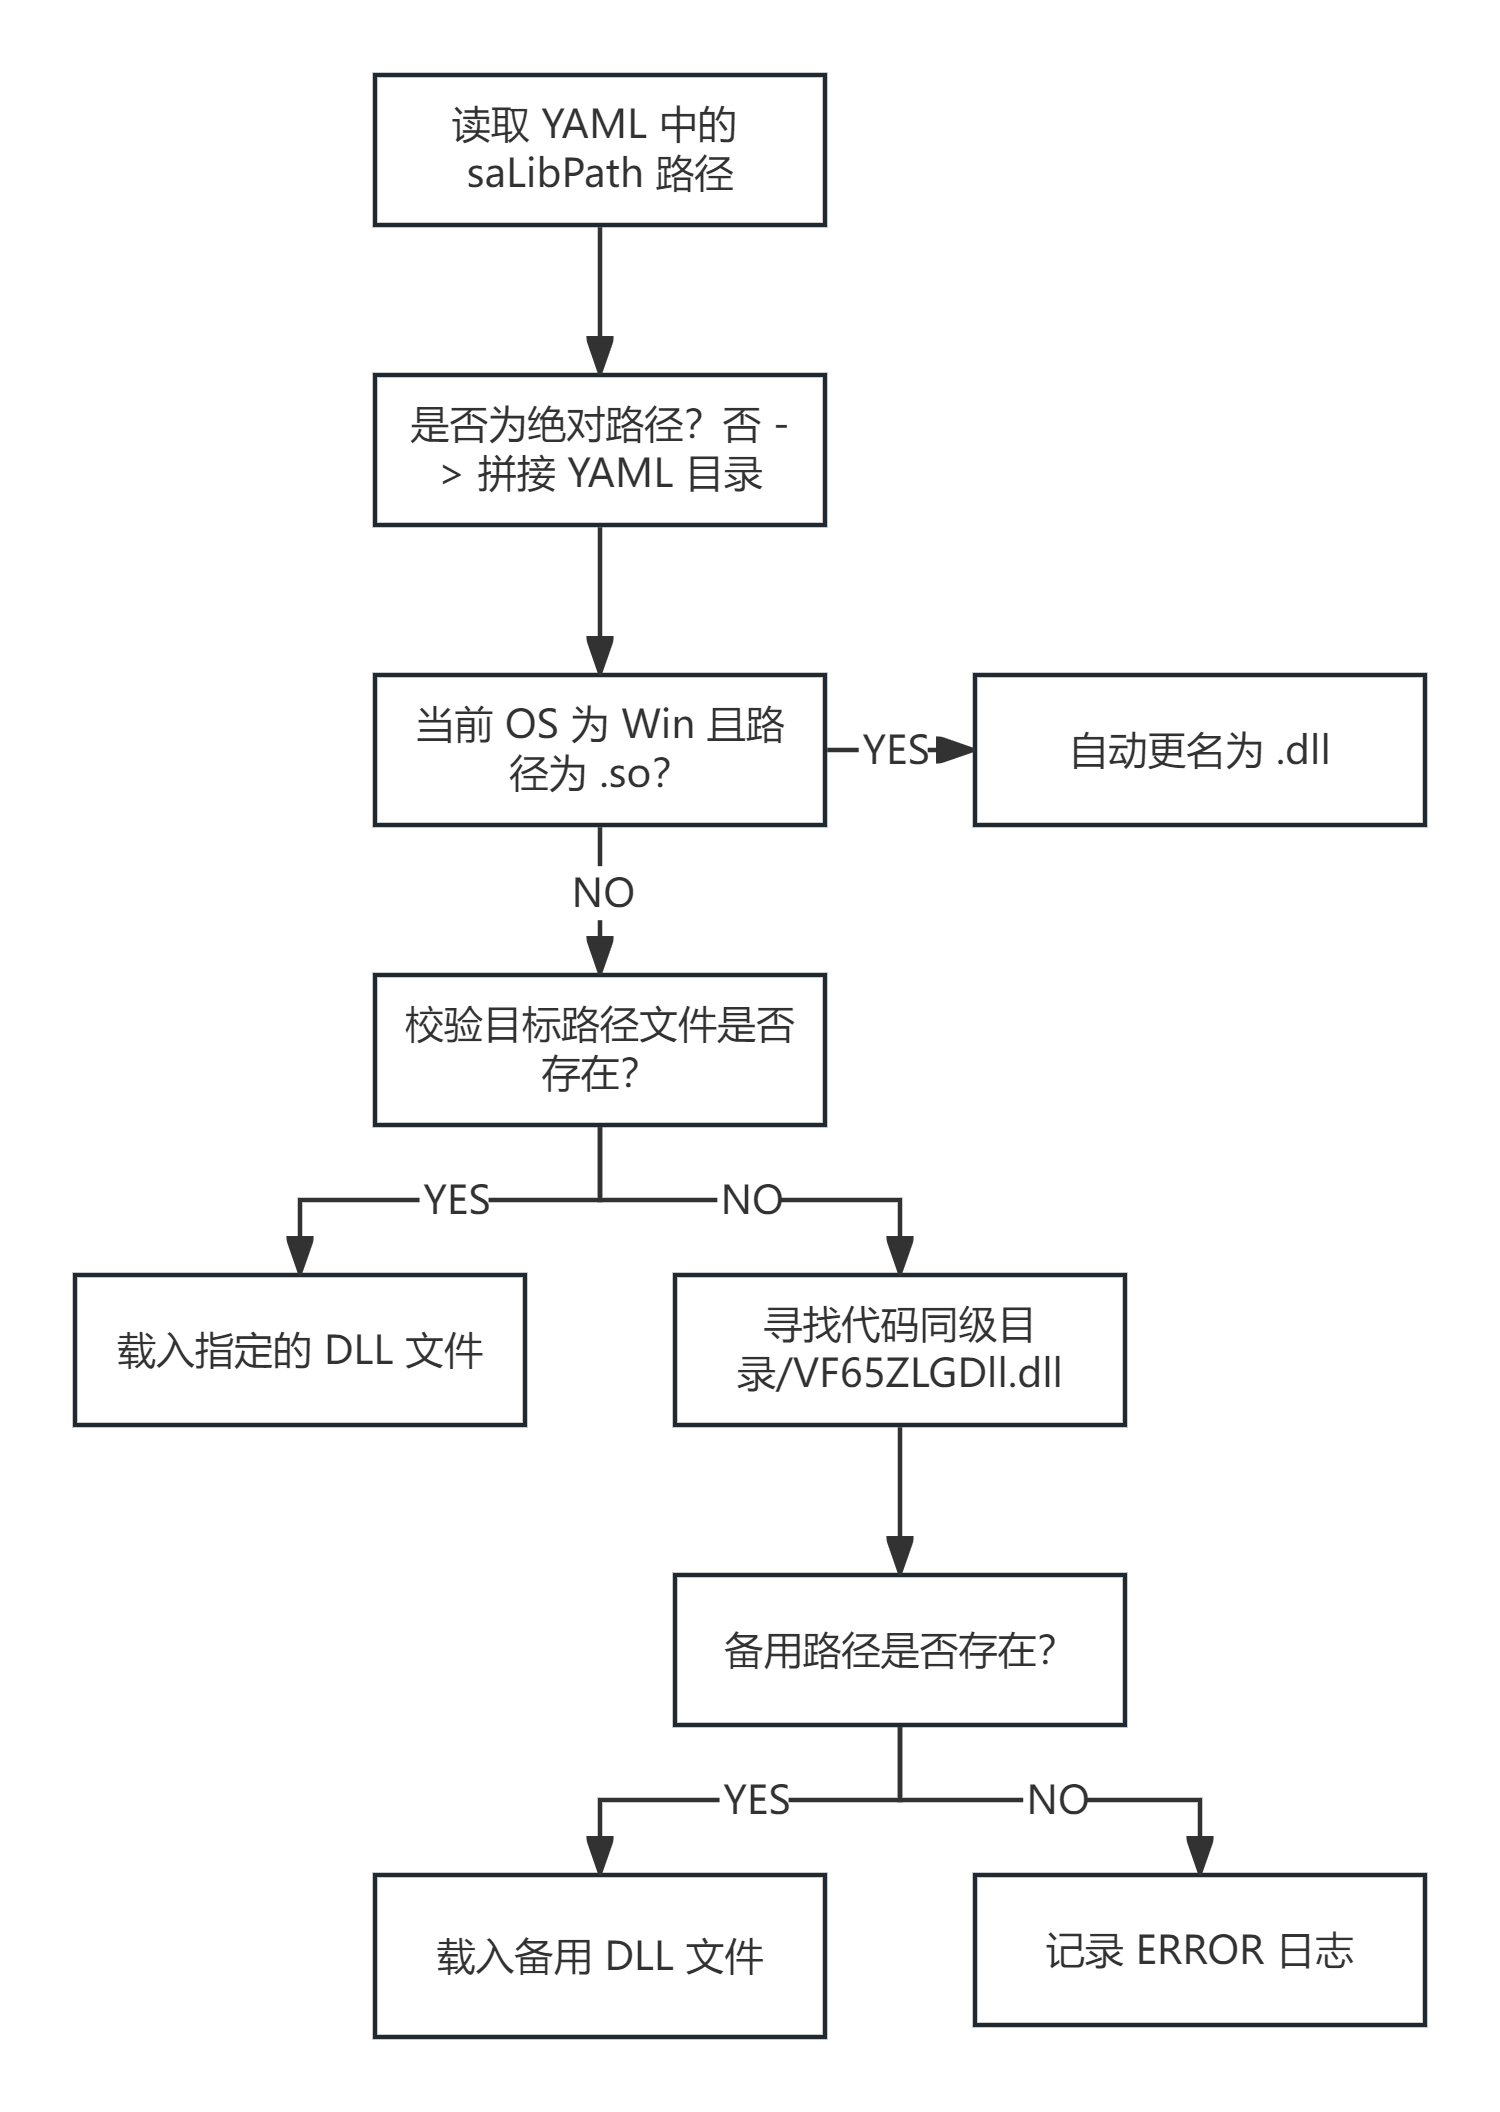 读取 YAML 中的
saLibPath 路径
是否为绝对路径？否 -
> 拼接 YAML 目录
当前 OS 为 Win 且路
径为 .so？
YES
自动更名为 .dll
NO
校验目标路径文件是否
存在？
YES
NO
载入指定的 DLL 文件
寻找代码同级目
录/VF65ZLGDll.dll
备用路径是否存在？
YES
NO
载入备用 DLL 文件
记录 ERROR 日志